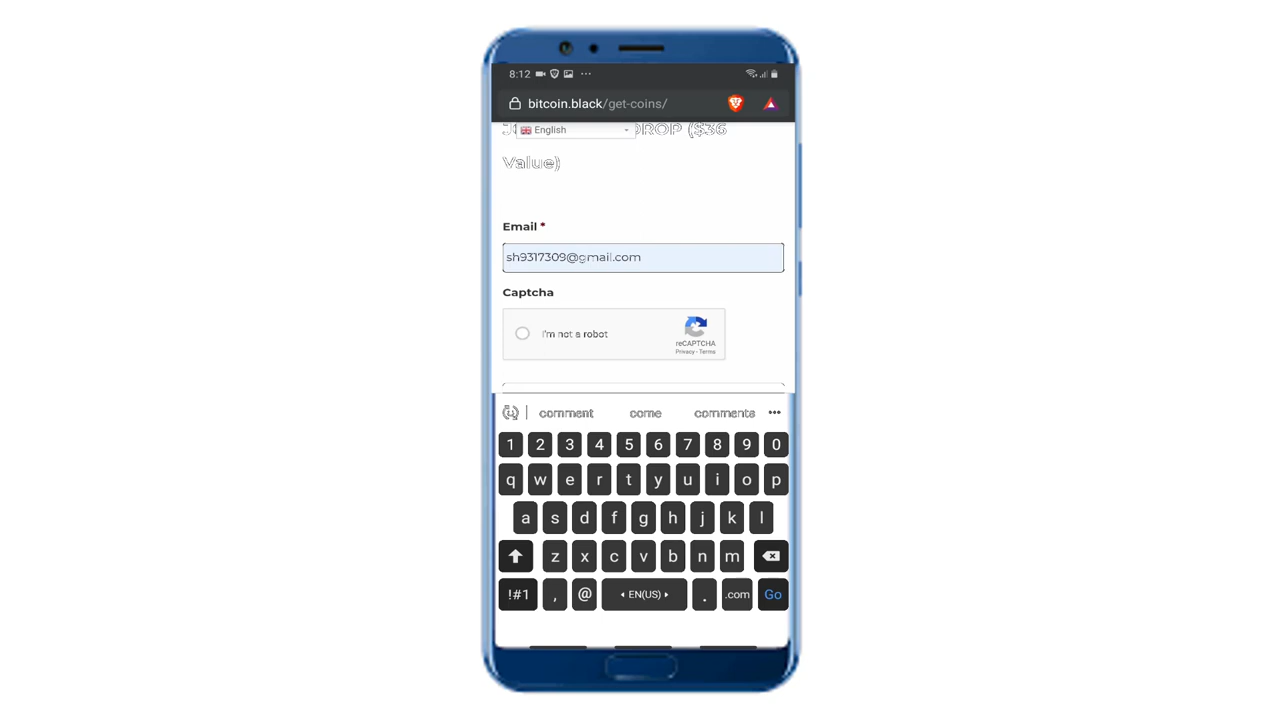 8:12
bitcoin.black/get-coins/
English
DROP ($36
Value)
Email *
sh9317309@gmail.com
Captcha
I'm not a robot
reCAPTCHA
Privacy - Terms
comment come comments
1 2 3 4 5 6 7 8 9 0
q w e r t y u i o p
a s d f g h j k l
z x c v b n m
!#1 , @ EN(US) . .com Go